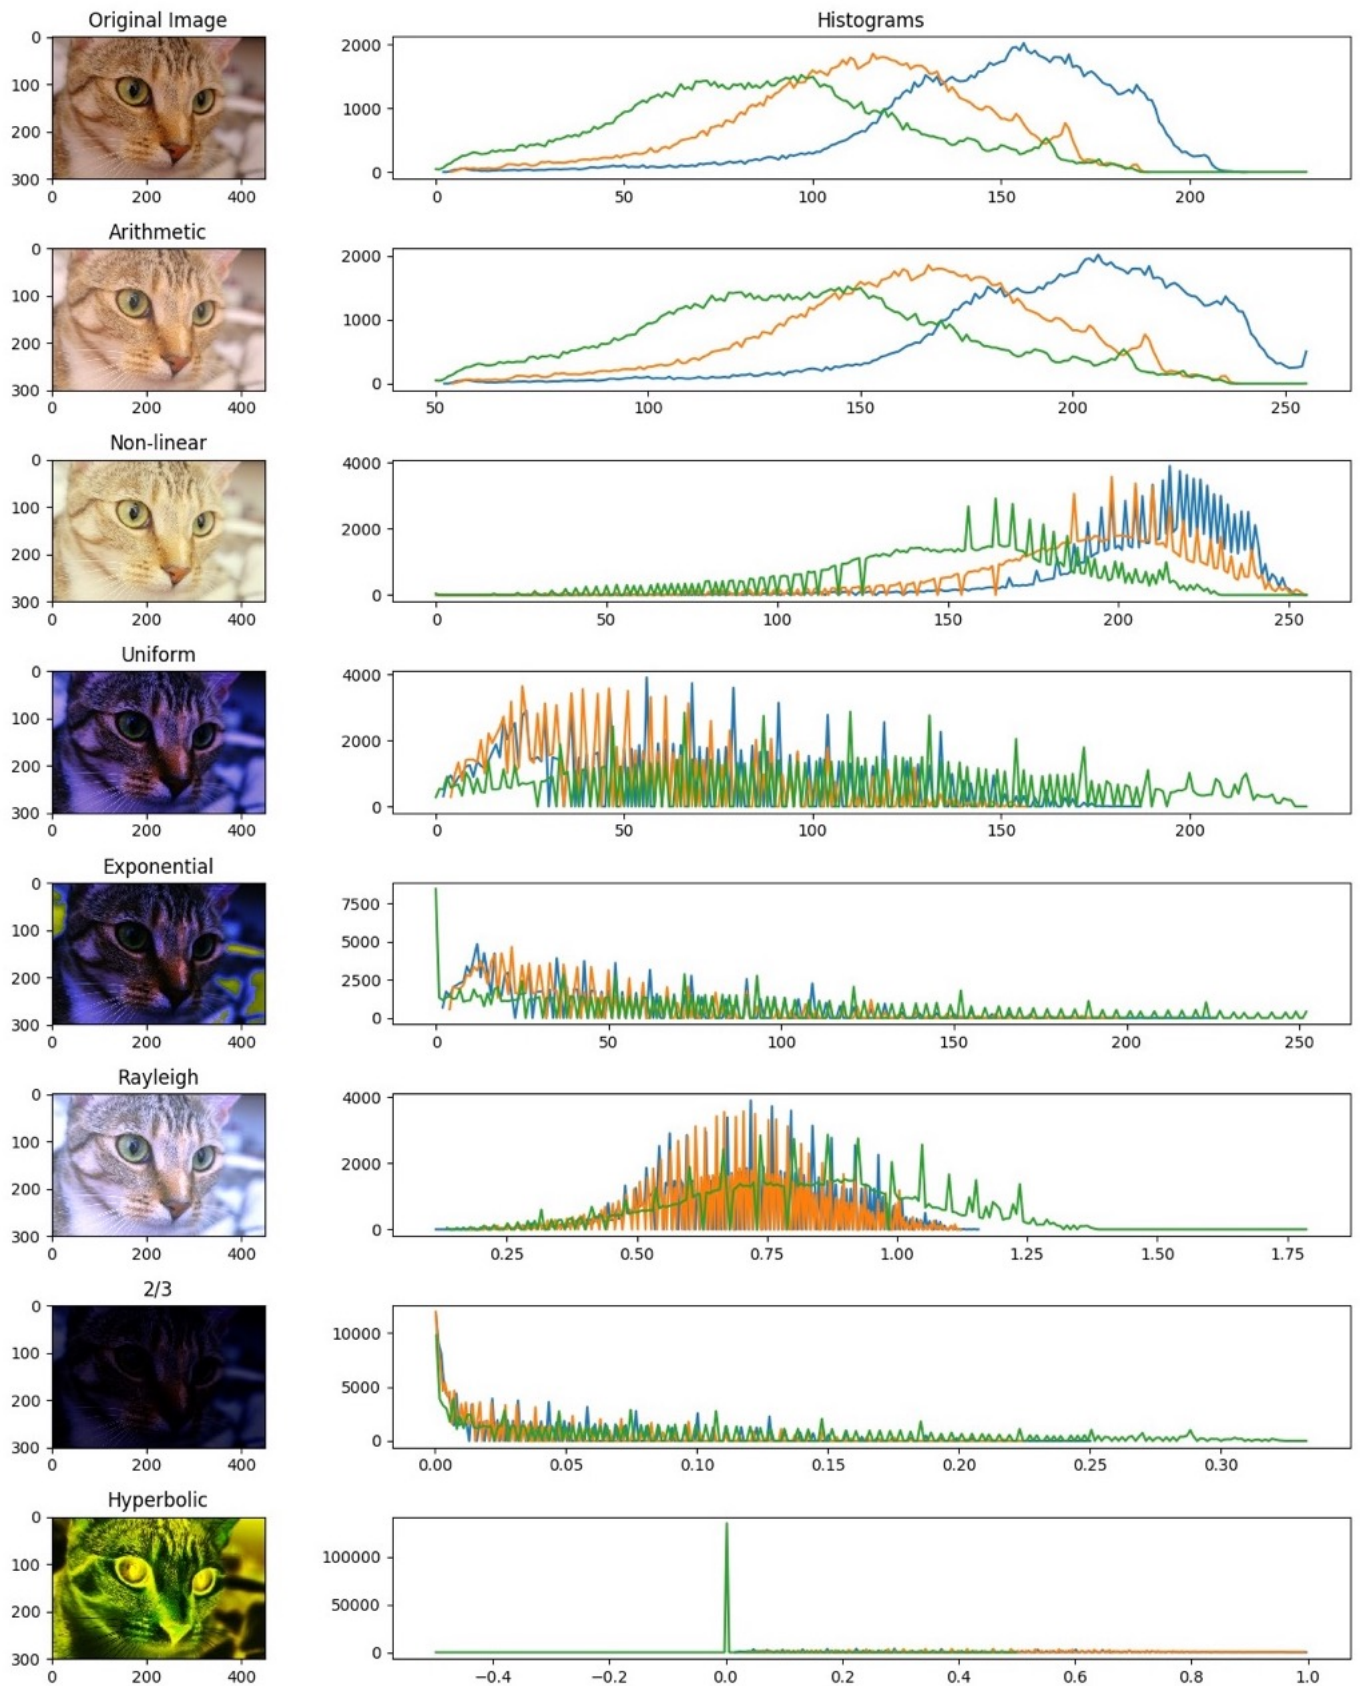 Original Image Histograms
0 100 200 300
0 200 400
0 1000 2000
0 50 100 150 200
Arithmetic
0 100 200 300
0 200 400
0 1000 2000
50 100 150 200 250
Non-linear
0 100 200 300
0 200 400
0 2000 4000
0 50 100 150 200 250
Uniform
0 100 200 300
0 200 400
0 2000 4000
0 50 100 150 200
Exponential
0 100 200 300
0 200 400
0 2500 5000 7500
0 50 100 150 200 250
Rayleigh
0 100 200 300
0 200 400
0 2000 4000
0.25 0.50 0.75 1.00 1.25 1.50 1.75
2/3
0 100 200 300
0 200 400
0 5000 10000
0.00 0.05 0.10 0.15 0.20 0.25 0.30
Hyperbolic
0 100 200 300
0 200 400
0 50000 100000
−0.4 −0.2 0.0 0.2 0.4 0.6 0.8 1.0